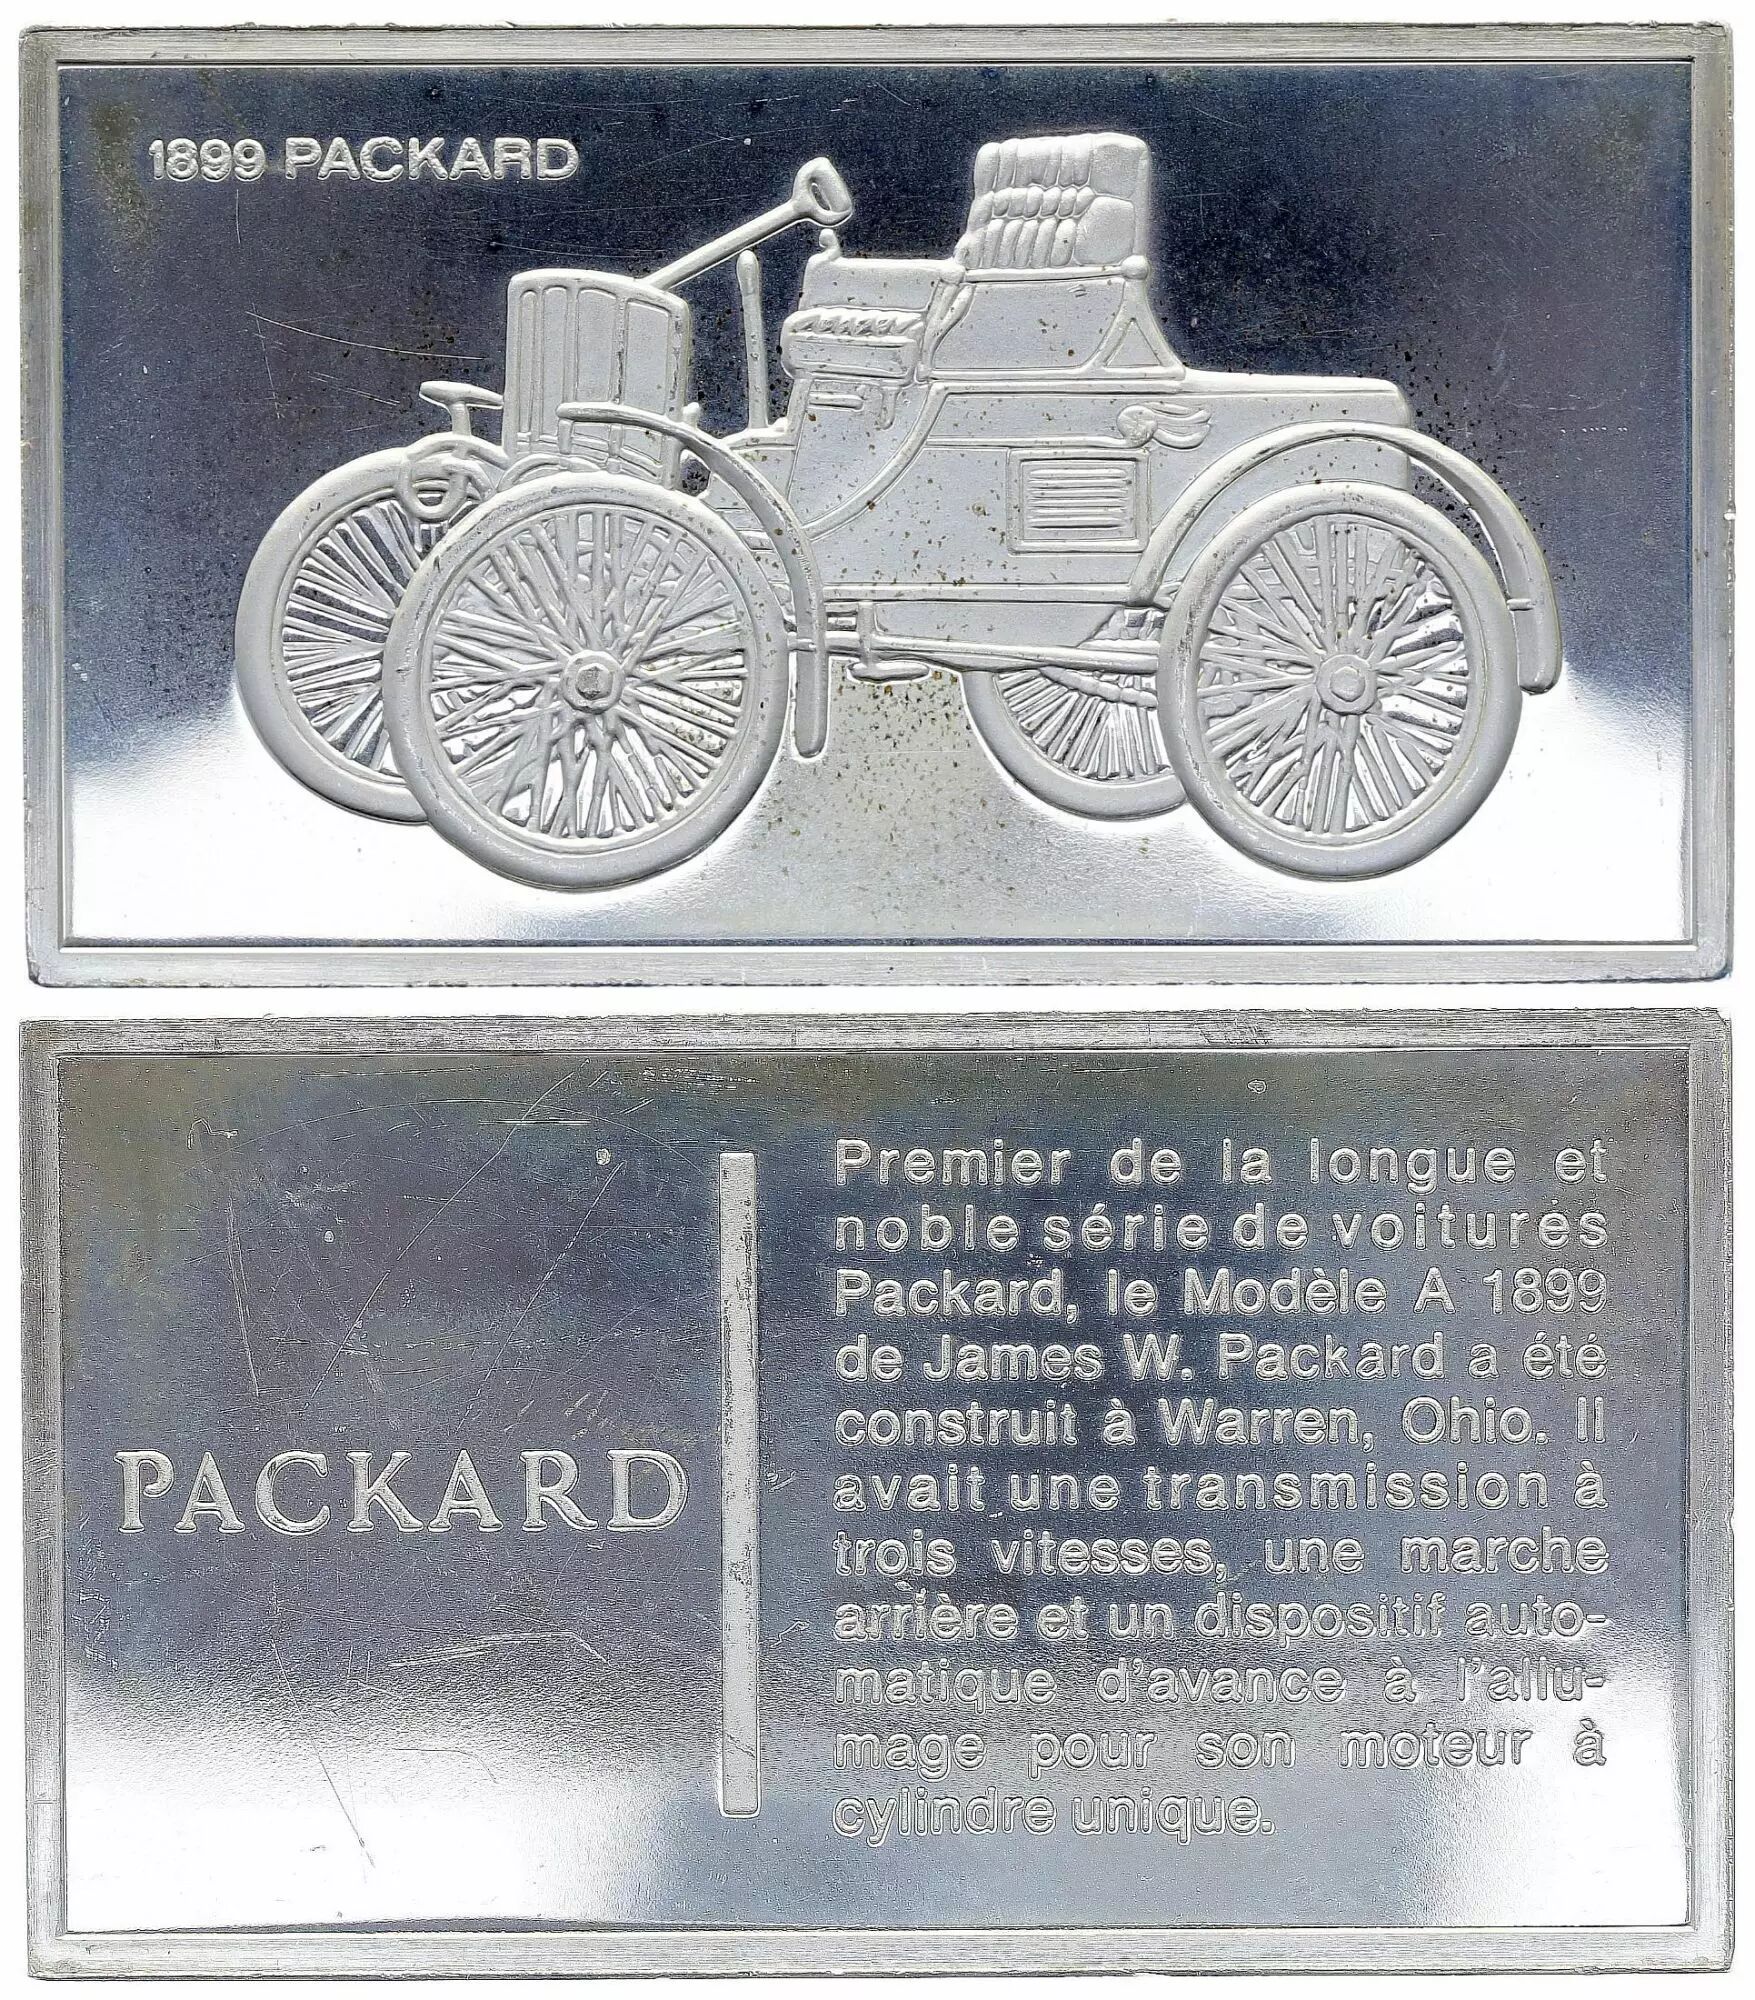 1899 PACKARD
PACKARD
Premier de la longue et
noble série de voitures
Packard, le Modèle A 1899
de James W. Packard a été
construit à Warren, Ohio. Il
avait une transmission à
trois vitesses, une marche
arrière et un dispositif auto-
matique d'avance à l'allu-
mage pour son moteur à
cylindre unique.